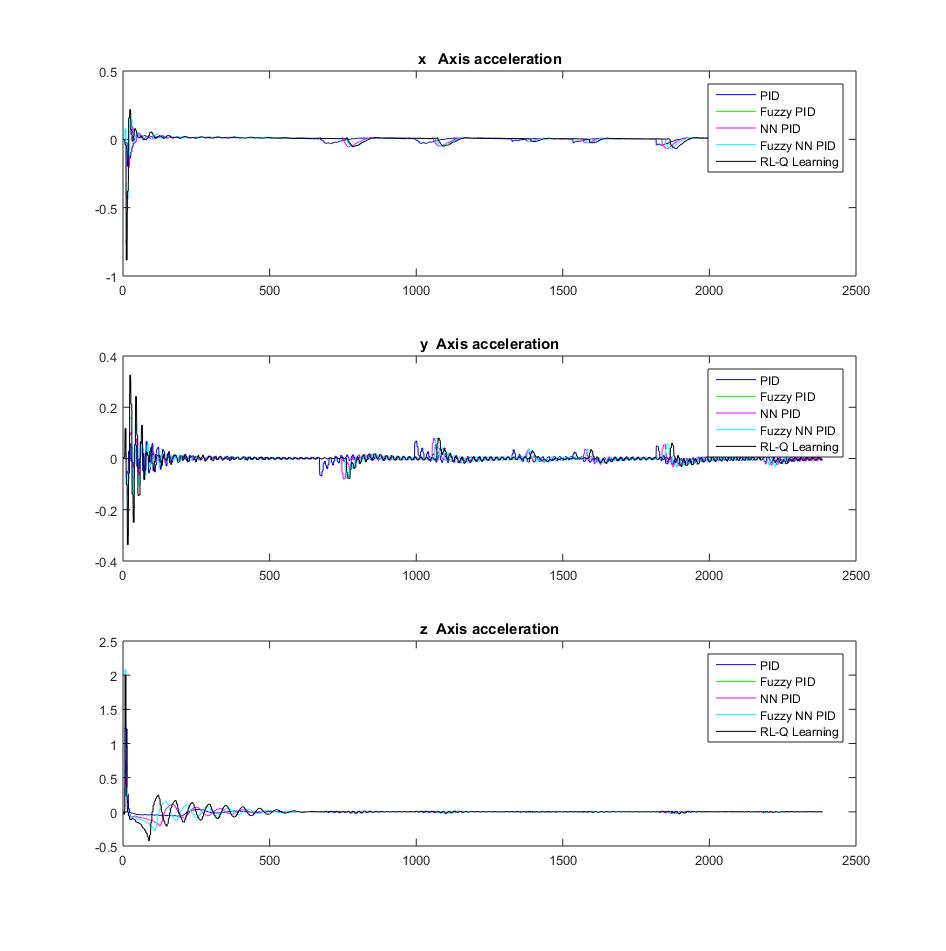 x Axis acceleration
0.5
0
-0.5
-1
0 500 1000 1500 2000 2500
PID
Fuzzy PID
NN PID
Fuzzy NN PID
RL-Q Learning
y Axis acceleration
0.4
0.2
0
-0.2
-0.4
0 500 1000 1500 2000 2500
PID
Fuzzy PID
NN PID
Fuzzy NN PID
RL-Q Learning
z Axis acceleration
2.5
2
1.5
1
0.5
0
-0.5
0 500 1000 1500 2000 2500
PID
Fuzzy PID
NN PID
Fuzzy NN PID
RL-Q Learning